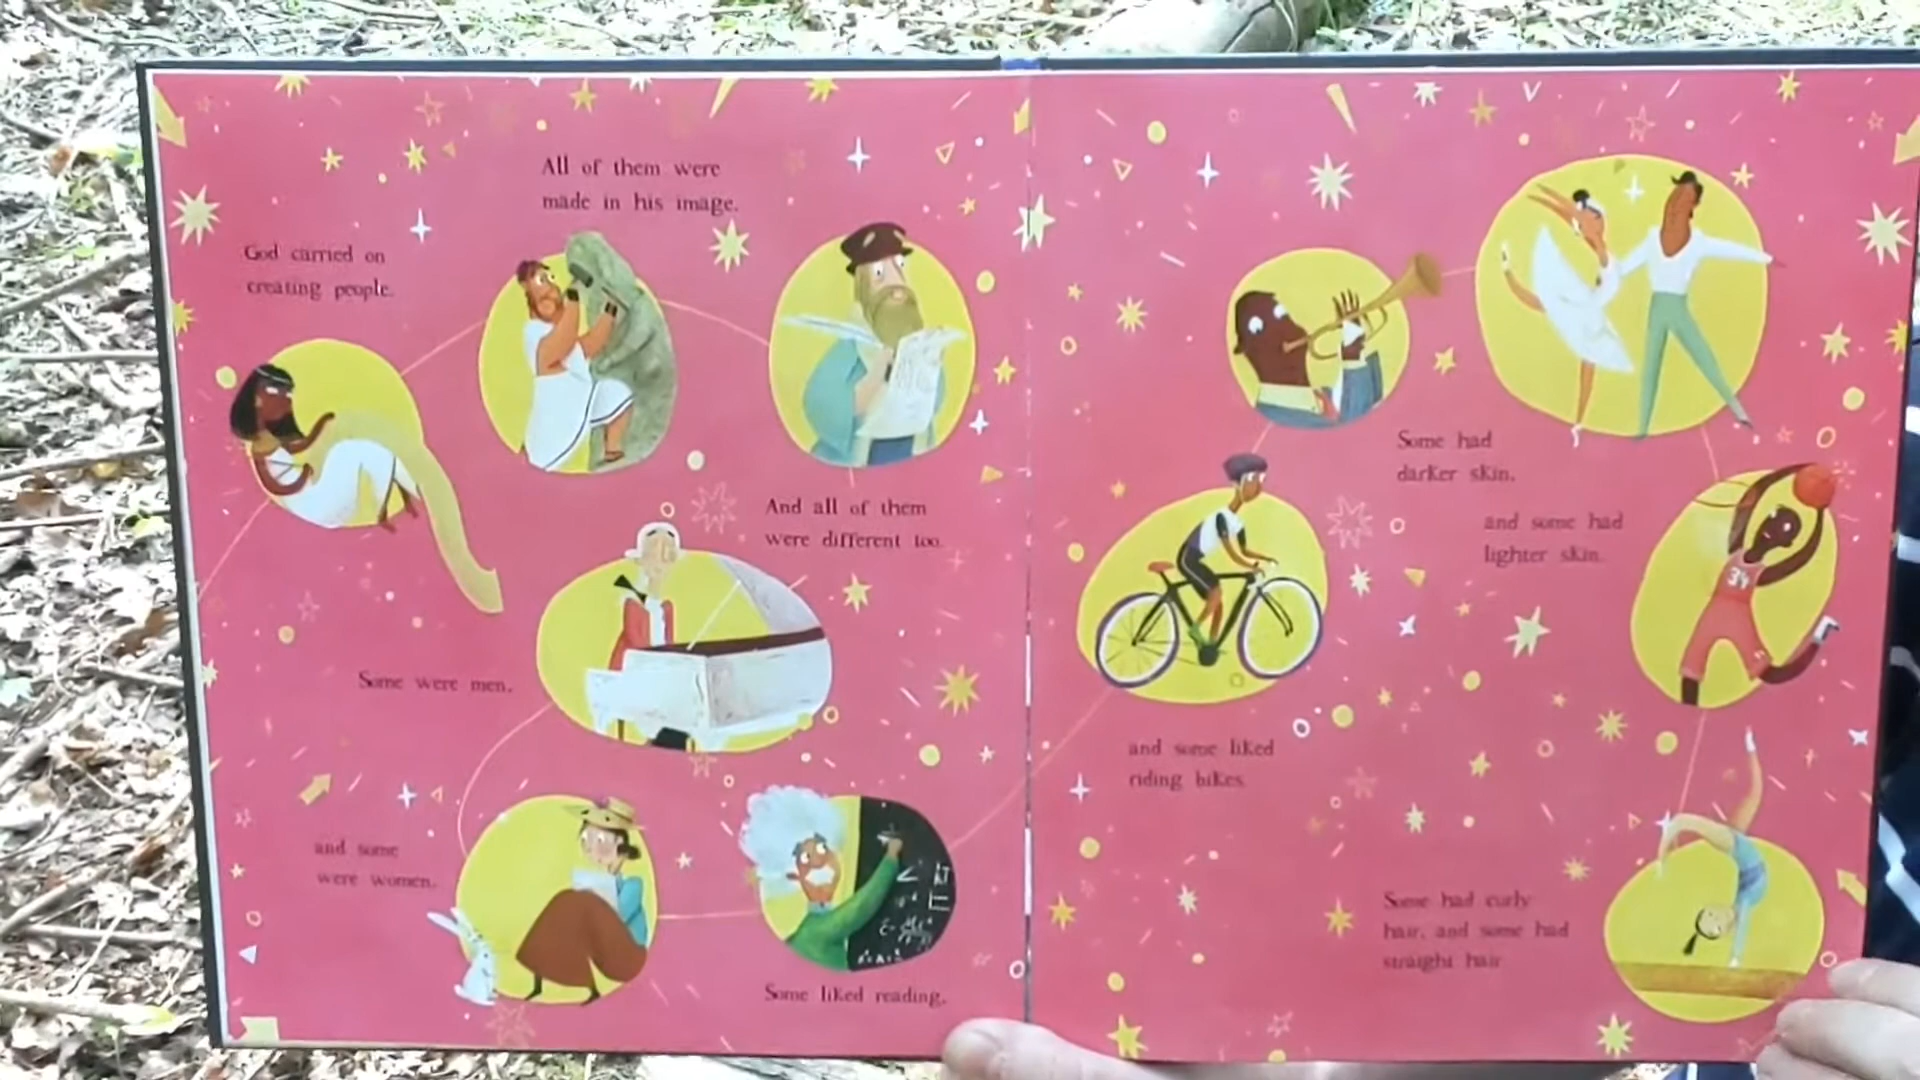 God carried on
creating people.
All of them were
made in his image.
And all of them
were different too.
Some were men,
and some
were women.
Some liked reading,
and some liked
riding bikes.
Some had
darker skin,
and some had
lighter skin.
34
Some had curly
hair, and some had
straight hair